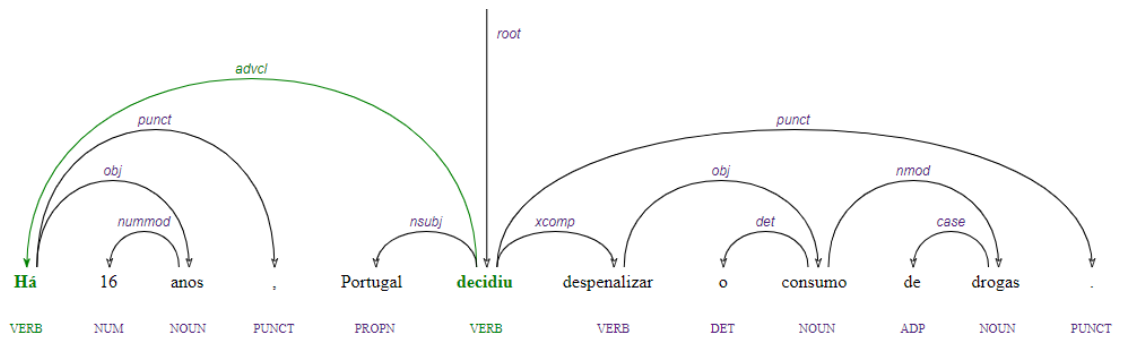 root
advcl
punct punct
obj obj nmod
nummod nsubj xcomp det case
Há 16 anos , Portugal decidiu despenalizar o consumo de drogas .
VERB NUM NOUN PUNCT PROPN VERB VERB DET NOUN ADP NOUN PUNCT